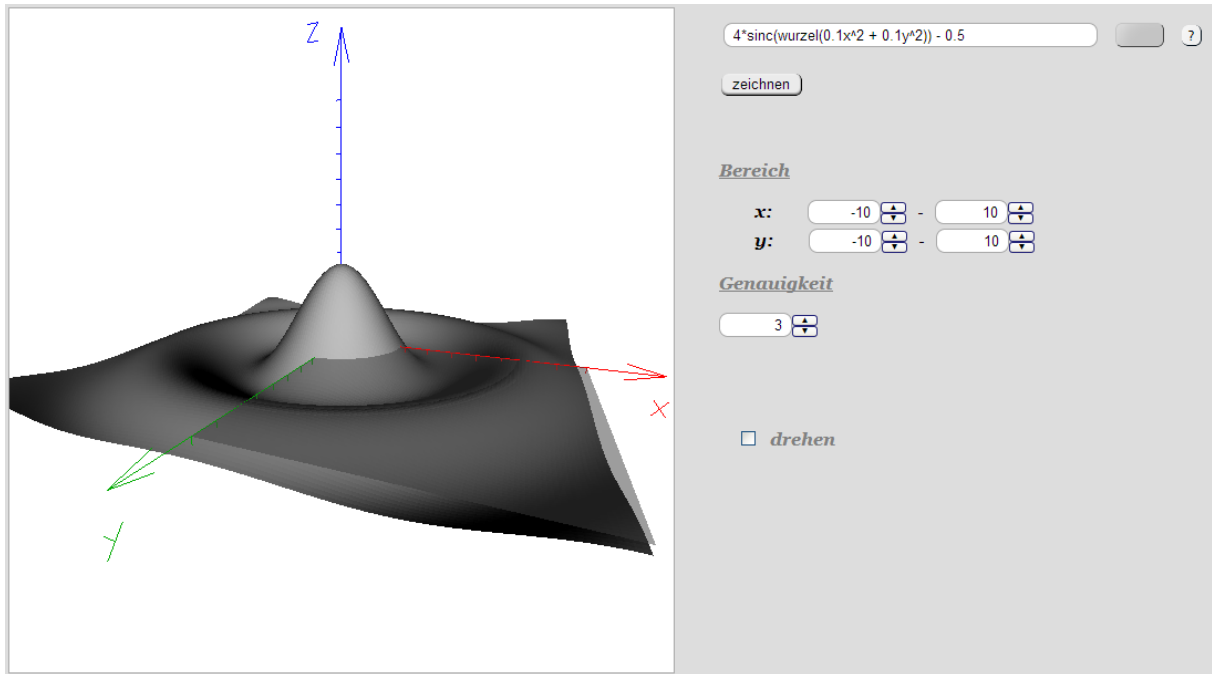 Z
X
Y
4*sinc(wurzel(0.1x^2 + 0.1y^2)) - 0.5 ?
zeichnen
Bereich
x: -10 - 10
y: -10 - 10
Genauigkeit
3
drehen